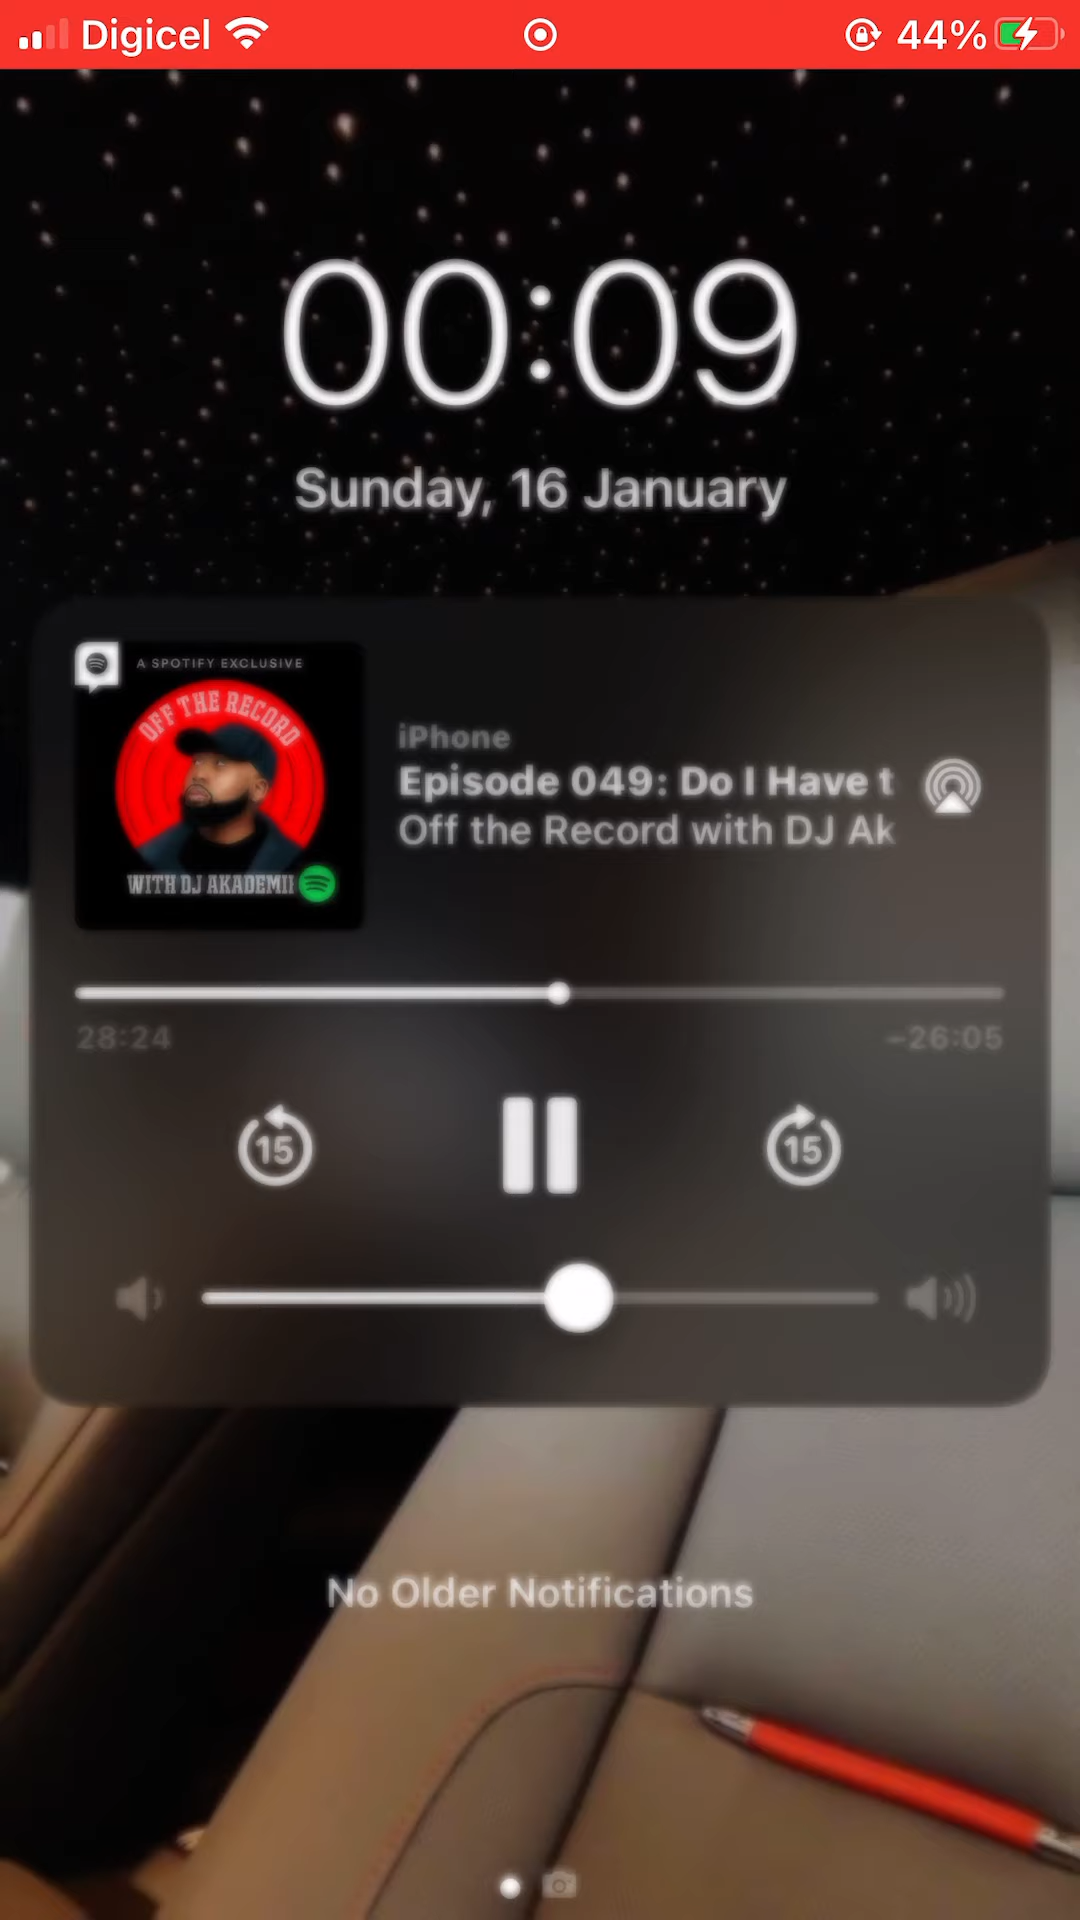 Digicel
44%
00:09
Sunday, 16 January
A SPOTIFY EXCLUSIVE
OFF THE RECORD
WITH DJ AKADEMII
iPhone
Episode 049: Do I Have t
Off the Record with DJ Ak
28:24
-26:05
15
15
No Older Notifications